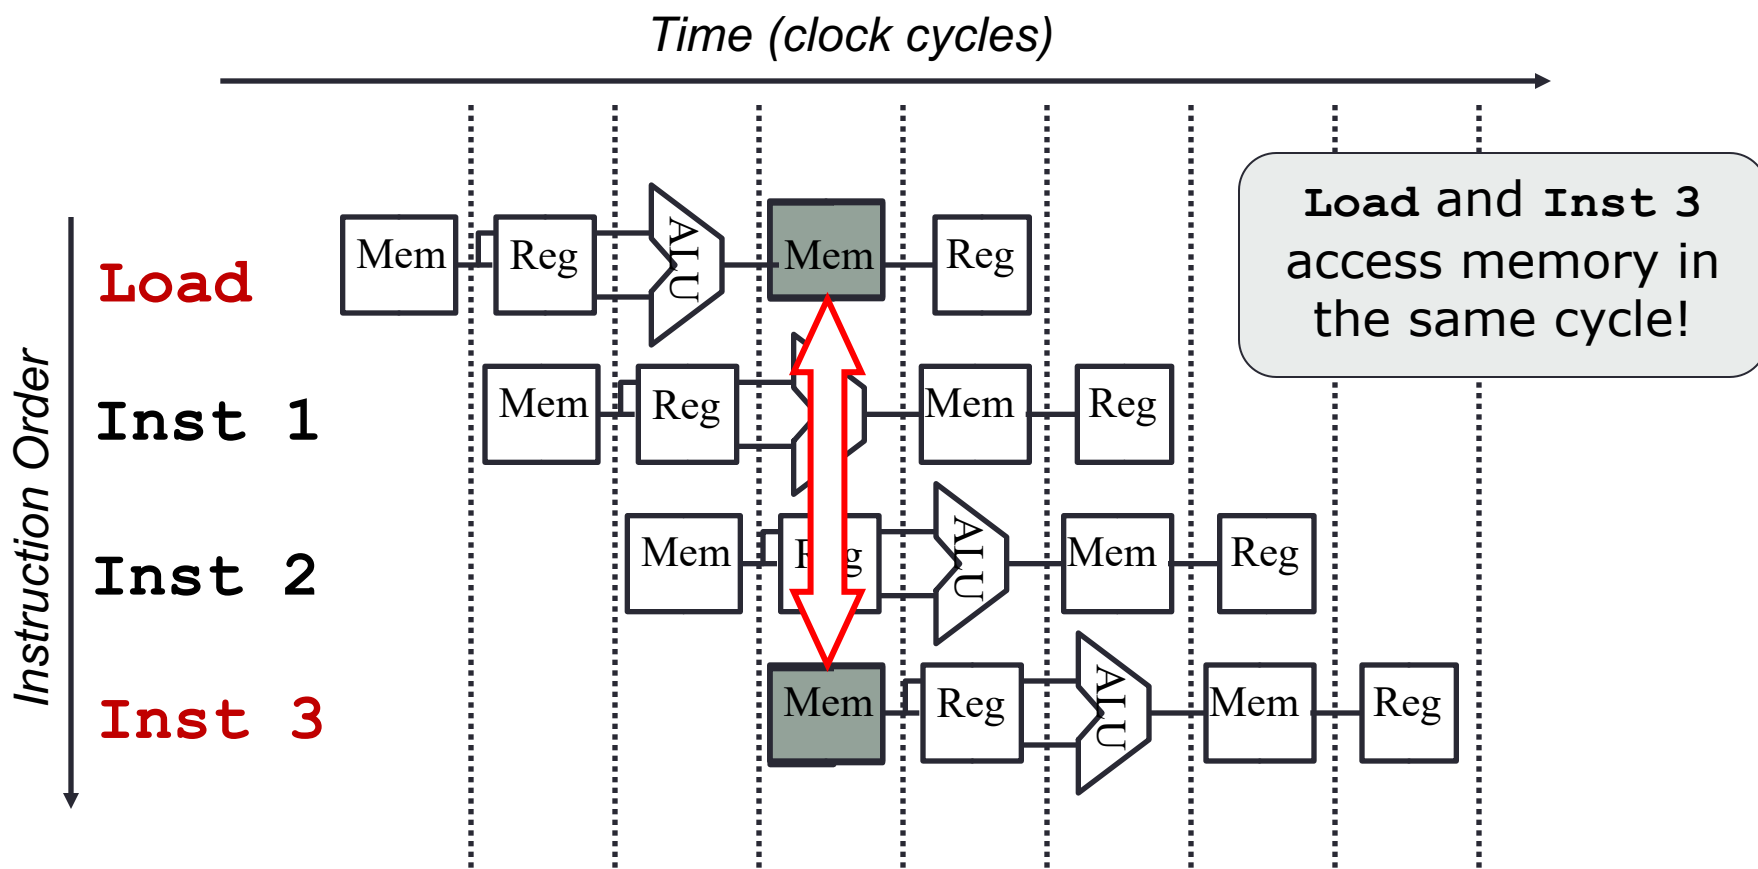 Time (clock cycles)
Load and Inst 3
access memory in
the same cycle!
Instruction Order
Load
Mem Reg ALU Mem Reg
Inst 1
Mem Reg Mem Reg
Inst 2
Mem Reg ALU Mem Reg
Inst 3
Mem Reg ALU Mem Reg